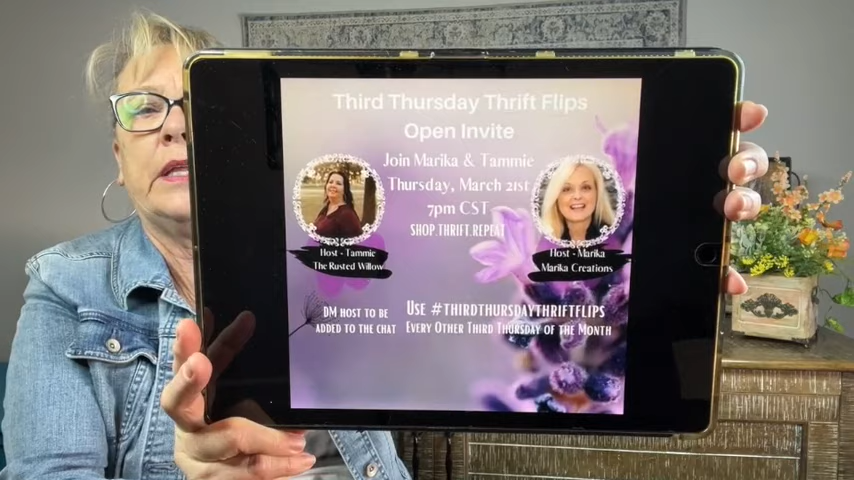 Third Thursday Thrift Flips
Open Invite
Join Marika & Tammie
Thursday, March 21st
7pm CST
SHOP.THRIFT.REPEAT
Host - Tammie
The Rusted Willow
Host - Marika
Marika Creations
DM HOST TO BE
ADDED TO THE CHAT
USE #THIRDTHURSDAYTHRIFTFLIPS
EVERY OTHER THIRD THURSDAY OF THE MONTH